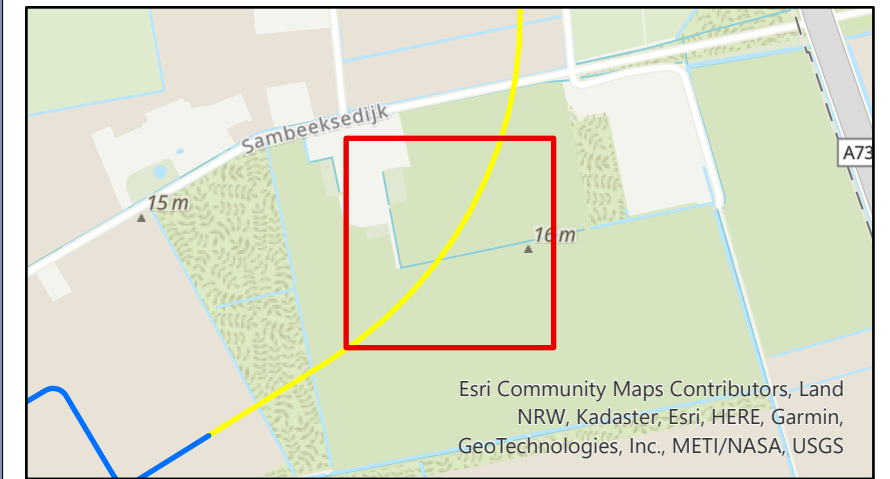 Sambeeksedijk
A73
15 m
16 m
Esri Community Maps Contributors, Land
NRW, Kadaster, Esri, HERE, Garmin,
GeoTechnologies, Inc., METI/NASA, USGS